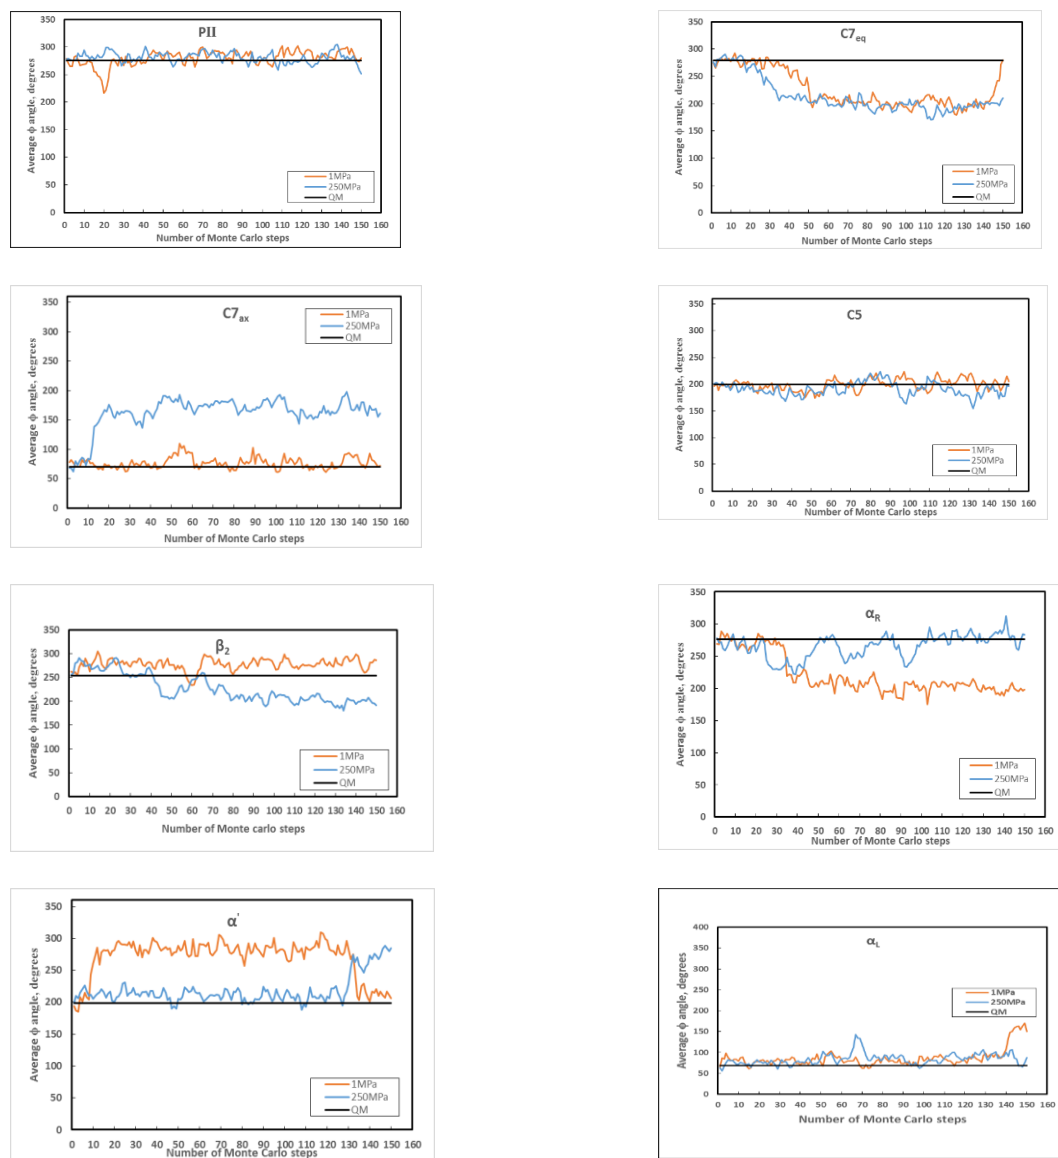 PII
Average ϕ angle, degrees
350
300
250
200
150
100
50
0
1MPa
250MPa
QM
0 10 20 30 40 50 60 70 80 90 100 110 120 130 140 150 160
Number of Monte Carlo steps
C7eq
Average ϕ angle, degrees
350
300
250
200
150
100
50
0
1MPa
250MPa
QM
0 10 20 30 40 50 60 70 80 90 100 110 120 130 140 150 160
Number of Monte Carlo steps
C7ax
Average ϕ angle, degrees
350
300
250
200
150
100
50
0
1MPa
250MPa
QM
0 10 20 30 40 50 60 70 80 90 100 110 120 130 140 150 160
Number of Monte Carlo steps
C5
Average ϕ angle, degrees
350
300
250
200
150
100
50
0
1MPa
250MPa
QM
0 10 20 30 40 50 60 70 80 90 100 110 120 130 140 150 160
Number of Monte Carlo steps
β2
Average ϕ angle, degrees
350
300
250
200
150
100
50
0
1MPa
250MPa
QM
0 10 20 30 40 50 60 70 80 90 100 110 120 130 140 150 160
Number of Monte carlo steps
αR
Average ϕ angle, degrees
350
300
250
200
150
100
50
0
1MPa
250MPa
QM
0 10 20 30 40 50 60 70 80 90 100 110 120 130 140 150 160
Number of Monte Carlo steps
α'
Average ϕ angle, degrees
350
300
250
200
150
100
50
0
1MPa
250MPa
QM
0 10 20 30 40 50 60 70 80 90 100 110 120 130 140 150 160
Number of Monte Carlo steps
αL
Average ϕ angle, degrees
400
350
300
250
200
150
100
50
0
1MPa
250MPa
QM
0 10 20 30 40 50 60 70 80 90 100 110 120 130 140 150 160
Number of Monte Carlo steps